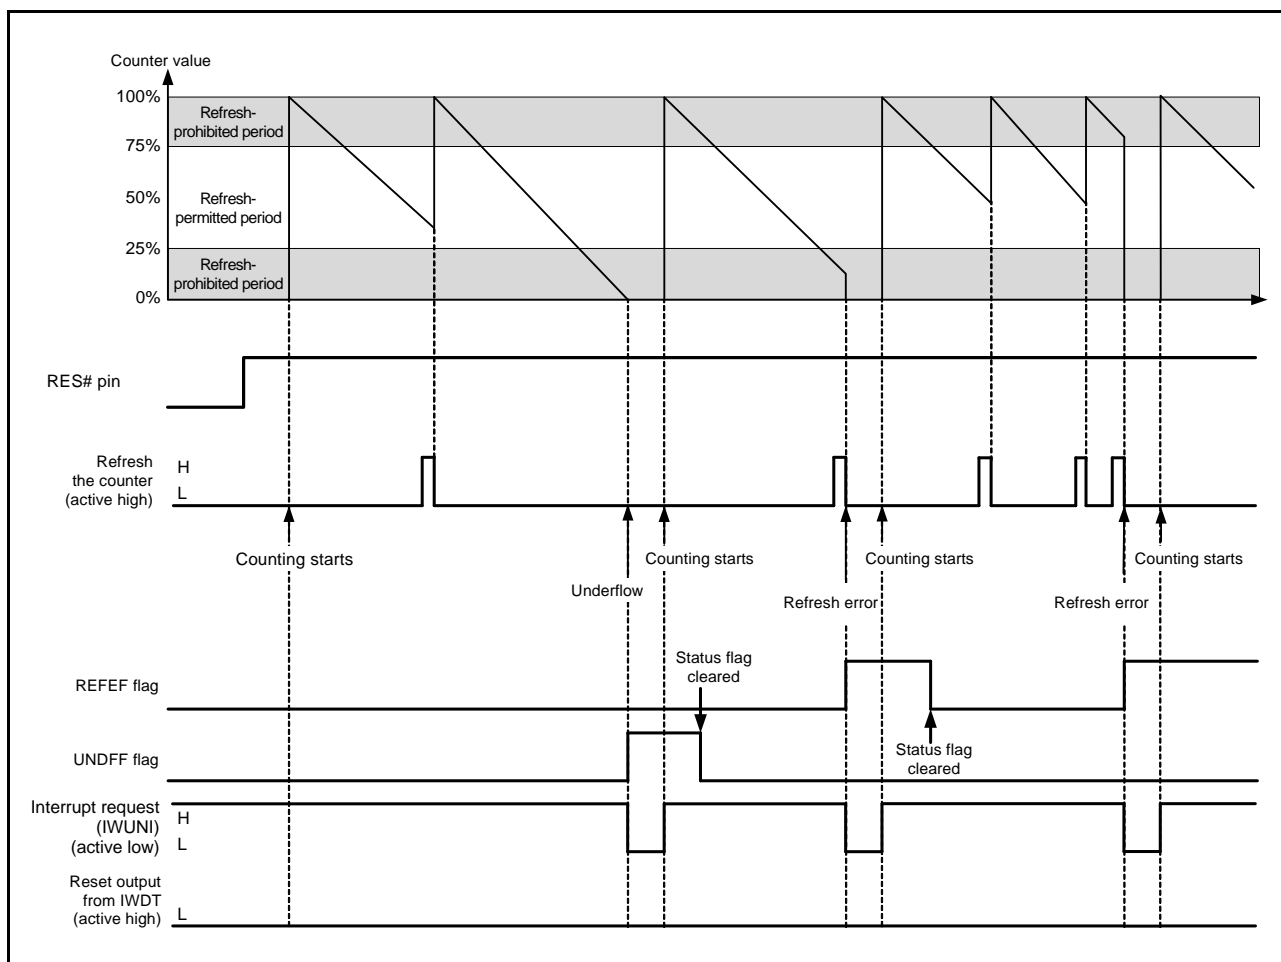 Counter value
100%
Refresh-
prohibited period
75%
50%
Refresh-
permitted period
25%
Refresh-
prohibited period
0%
RES# pin
Refresh
the counter
(active high)
H
L
Counting starts
Counting starts
Counting starts
Counting starts
Underflow
Refresh error
Refresh error
Status flag
cleared
REFEF flag
Status flag
cleared
UNDFF flag
Interrupt request
(IWUNI)
(active low)
H
L
Reset output
from IWDT
(active high)
L